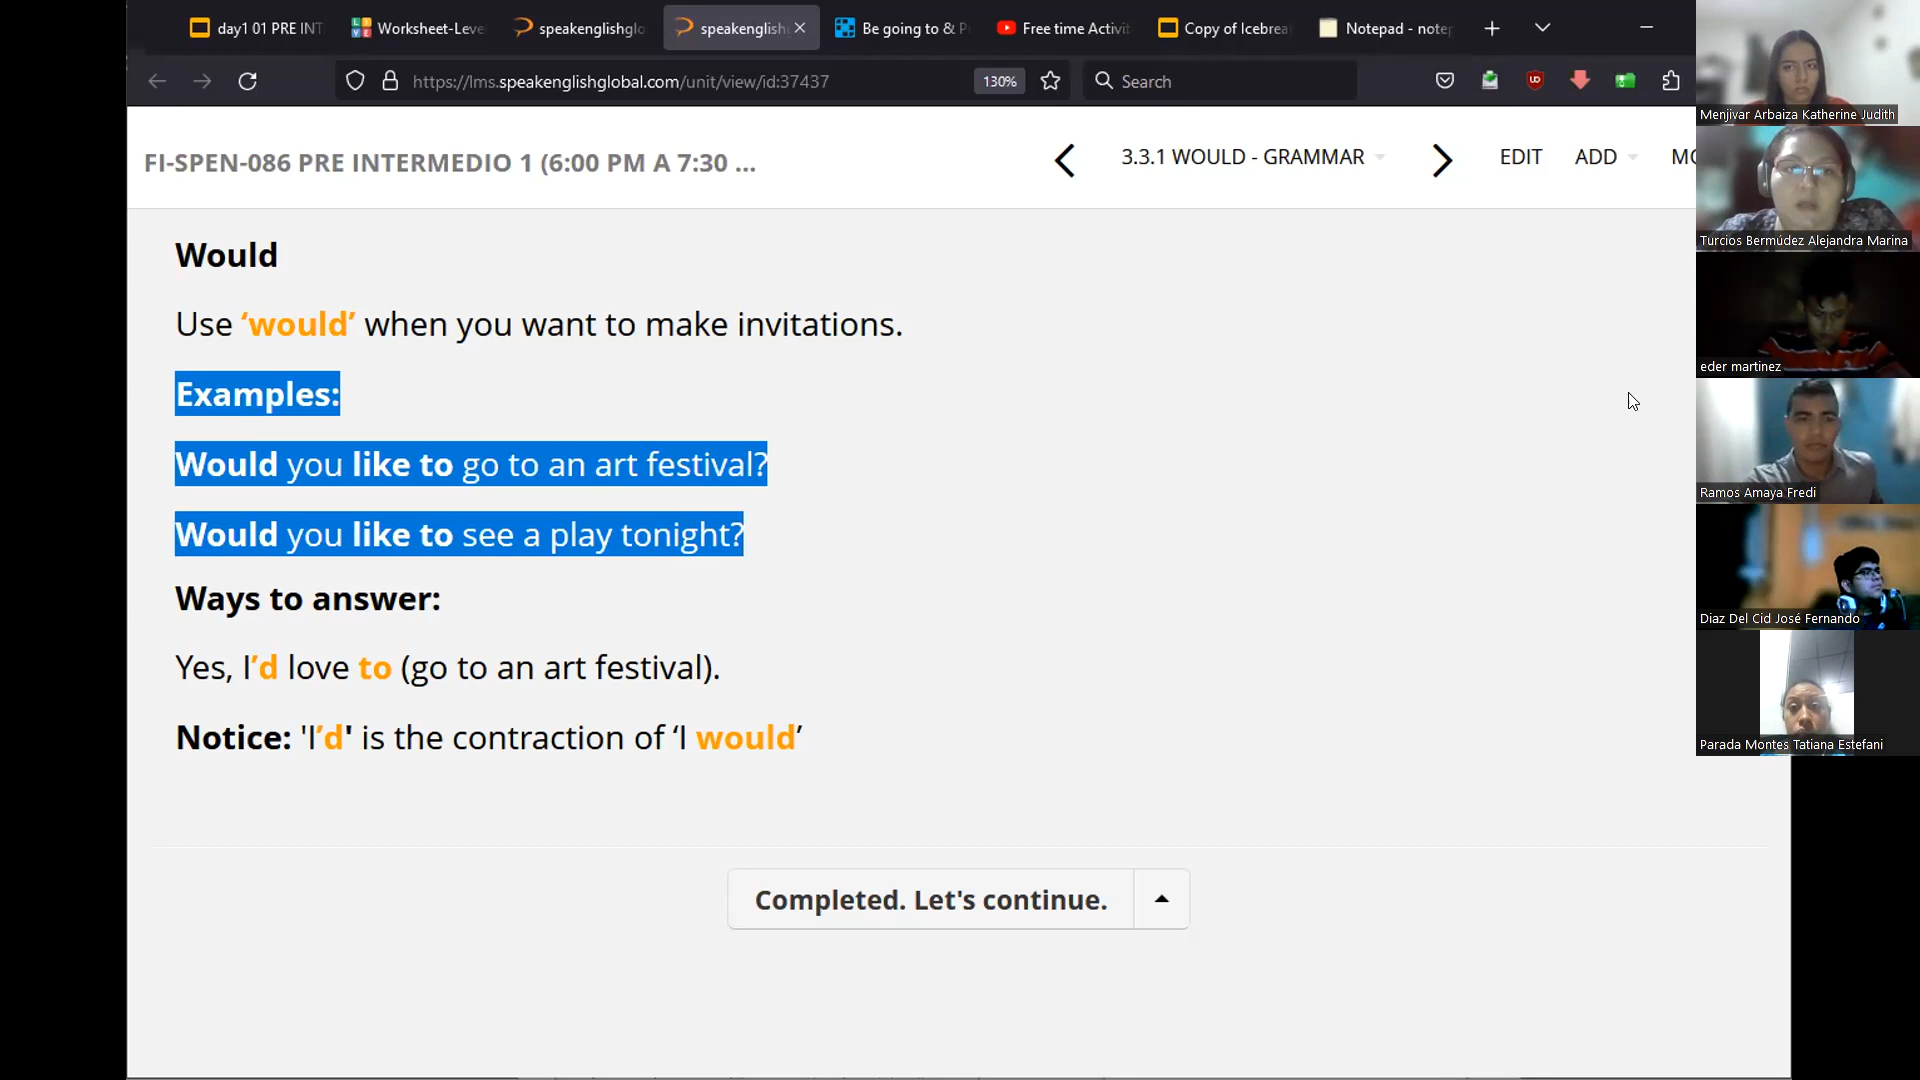 day1 01 PRE INT
Worksheet-Leve
speakenglishglo
speakenglish
Be going to & P
Free time Activit
Copy of Icebrea
Notepad - note
https://lms.speakenglishglobal.com/unit/view/id:37437
130%
Search
FI-SPEN-086 PRE INTERMEDIO 1 (6:00 PM A 7:30 ...
3.3.1 WOULD - GRAMMAR
EDIT
ADD
MO
Would
Use ‘would’ when you want to make invitations.
Examples:
Would you like to go to an art festival?
Would you like to see a play tonight?
Ways to answer:
Yes, I’d love to (go to an art festival).
Notice: 'I’d' is the contraction of ‘I would’
Completed. Let's continue.
Menjivar Arbaiza Katherine Judith
Turcios Bermúdez Alejandra Marina
eder martinez
Ramos Amaya Fredi
Diaz Del Cid José Fernando
Parada Montes Tatiana Estefani